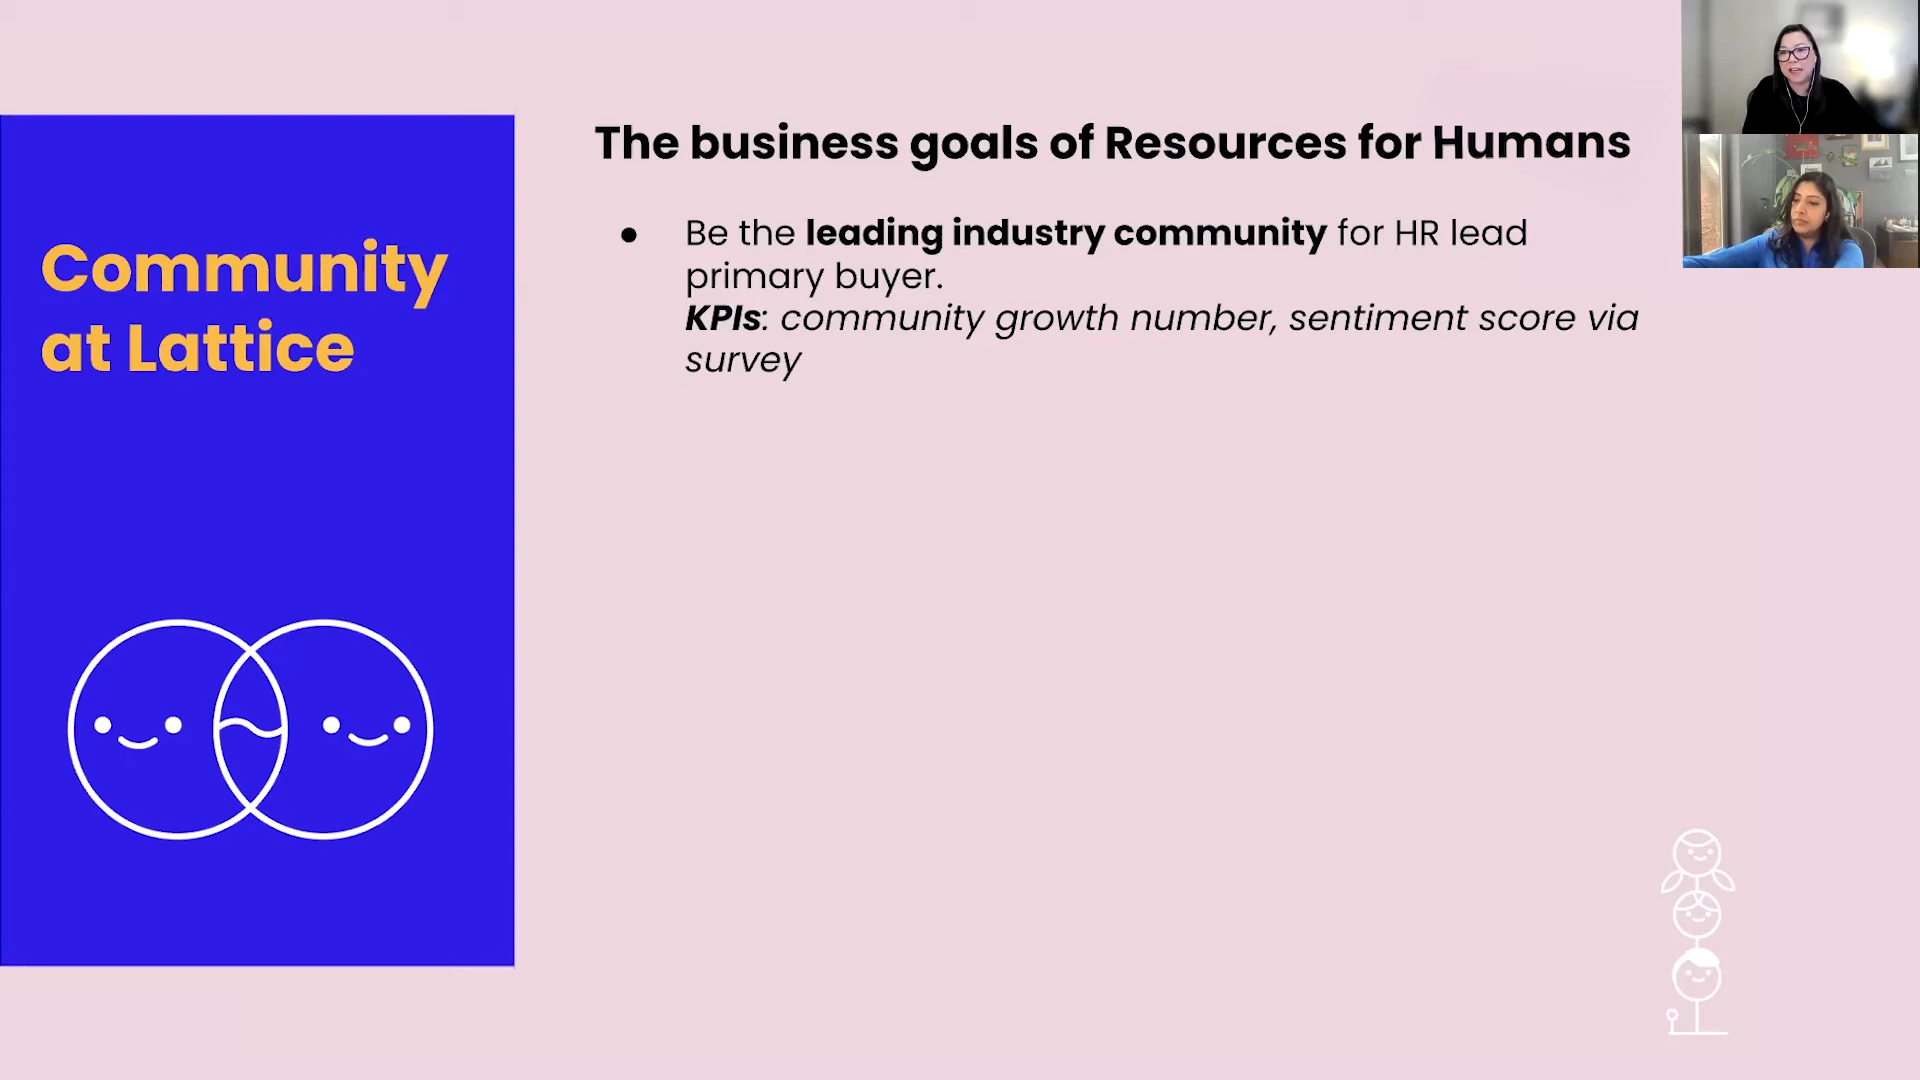 Community
at Lattice
The business goals of Resources for Humans
● Be the leading industry community for HR lead
primary buyer.
KPIs: community growth number, sentiment score via
survey